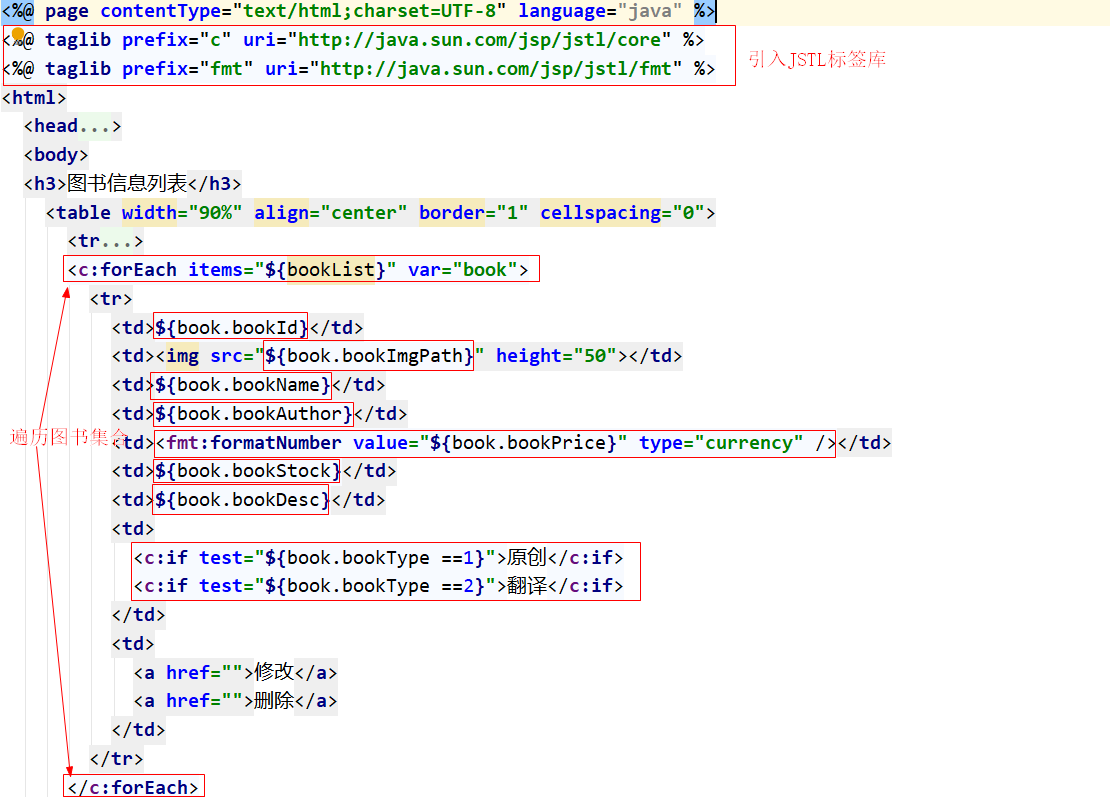 <%@ page contentType="text/html;charset=UTF-8" language="java" %>
<%@ taglib prefix="c" uri="http://java.sun.com/jsp/jstl/core" %>
引入JSTL标签库
<%@ taglib prefix="fmt" uri="http://java.sun.com/jsp/jstl/fmt" %>
<html>
<head...>
<body>
<h3>图书信息列表</h3>
<table width="90%" align="center" border="1" cellspacing="0">
<tr...>
<c:forEach items="${bookList}" var="book">
<tr>
<td>${book.bookId}</td>
<td><img src="${book.bookImgPath}" height="50"></td>
<td>${book.bookName}</td>
<td>${book.bookAuthor}</td>
遍历图书集合
<td><fmt:formatNumber value="${book.bookPrice}" type="currency" /></td>
<td>${book.bookStock}</td>
<td>${book.bookDesc}</td>
<td>
<c:if test="${book.bookType ==1}">原创</c:if>
<c:if test="${book.bookType ==2}">翻译</c:if>
</td>
<td>
<a href="">修改</a>
<a href="">删除</a>
</td>
</tr>
</c:forEach>